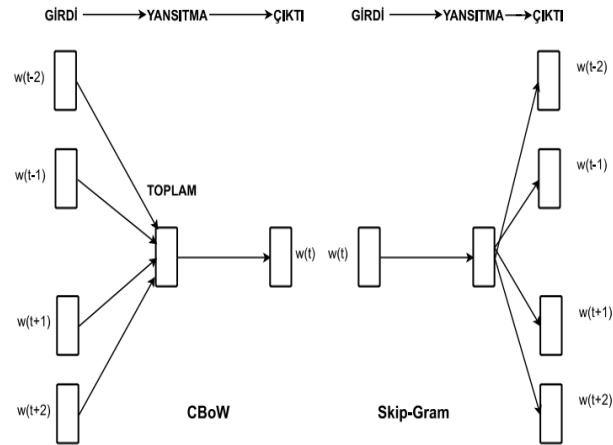 GİRDİ YANSITMA ÇIKTI
w(t-2)
w(t-1)
TOPLAM
w(t)
w(t+1)
w(t+2)
CBoW
GİRDİ YANSITMA ÇIKTI
w(t-2)
w(t-1)
w(t)
w(t+1)
w(t+2)
Skip-Gram